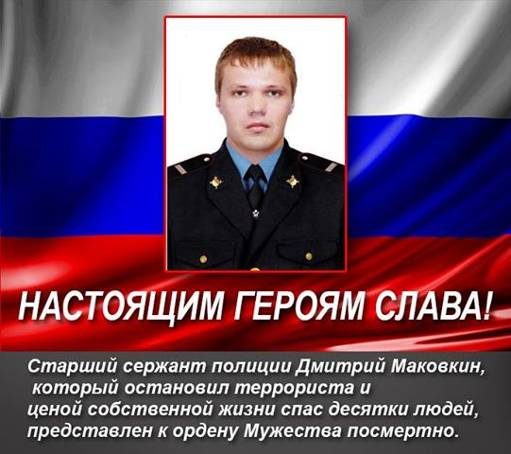 НАСТОЯЩИМ ГЕРОЯМ СЛАВА!
Старший сержант полиции Дмитрий Маковкин,
который остановил террориста и
ценой собственной жизни спас десятки людей,
представлен к ордену Мужества посмертно.